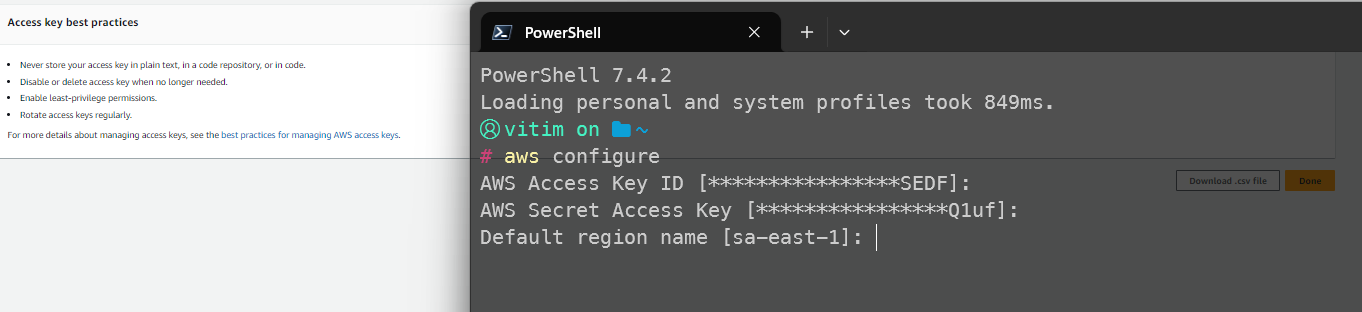 Access key best practices
Never store your access key in plain text, in a code repository, or in code.
Disable or delete access key when no longer needed.
Enable least-privilege permissions.
Rotate access keys regularly.
For more details about managing access keys, see the best practices for managing AWS access keys.
PowerShell
PowerShell 7.4.2
Loading personal and system profiles took 849ms.
vitim on ~
# aws configure
AWS Access Key ID [****************SEDF]:
AWS Secret Access Key [****************Q1uf]:
Default region name [sa-east-1]:
Download .csv file
Done